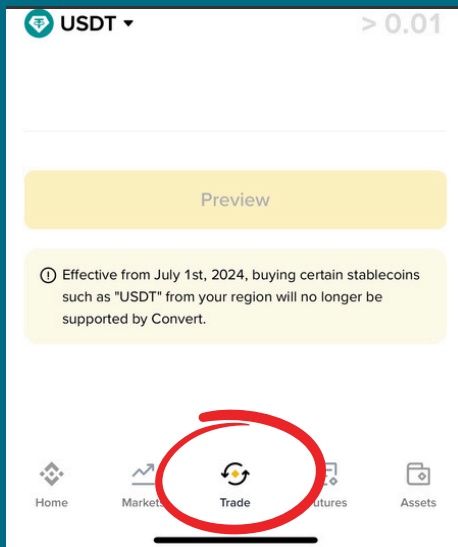 USDT
> 0.01
Preview
Effective from July 1st, 2024, buying certain stablecoins
such as "USDT" from your region will no longer be
supported by Convert.
Home Markets Trade utures Assets